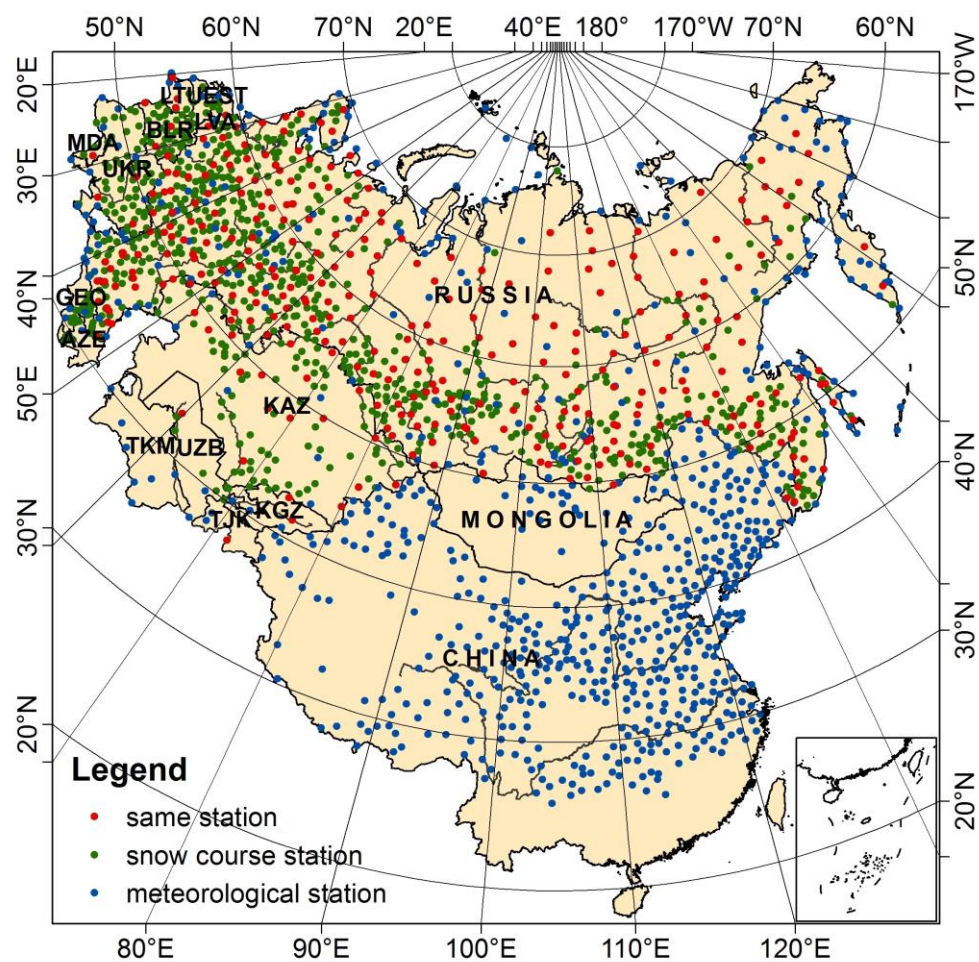 50°N 60°N 70°N 20°E 40°E 180° 170°W 70°N 60°N
20°E
170°W
LTU EST
BLR LVA
MDA
UKR
30°E
50°N
40°N
RUSSIA
GEO
AZE
50°E
KAZ
40°N
TKM UZB
KGZ
TJK
MONGOLIA
30°N
30°N
CHINA
20°N
20°N
Legend
same station
snow course station
meteorological station
80°E 90°E 100°E 110°E 120°E